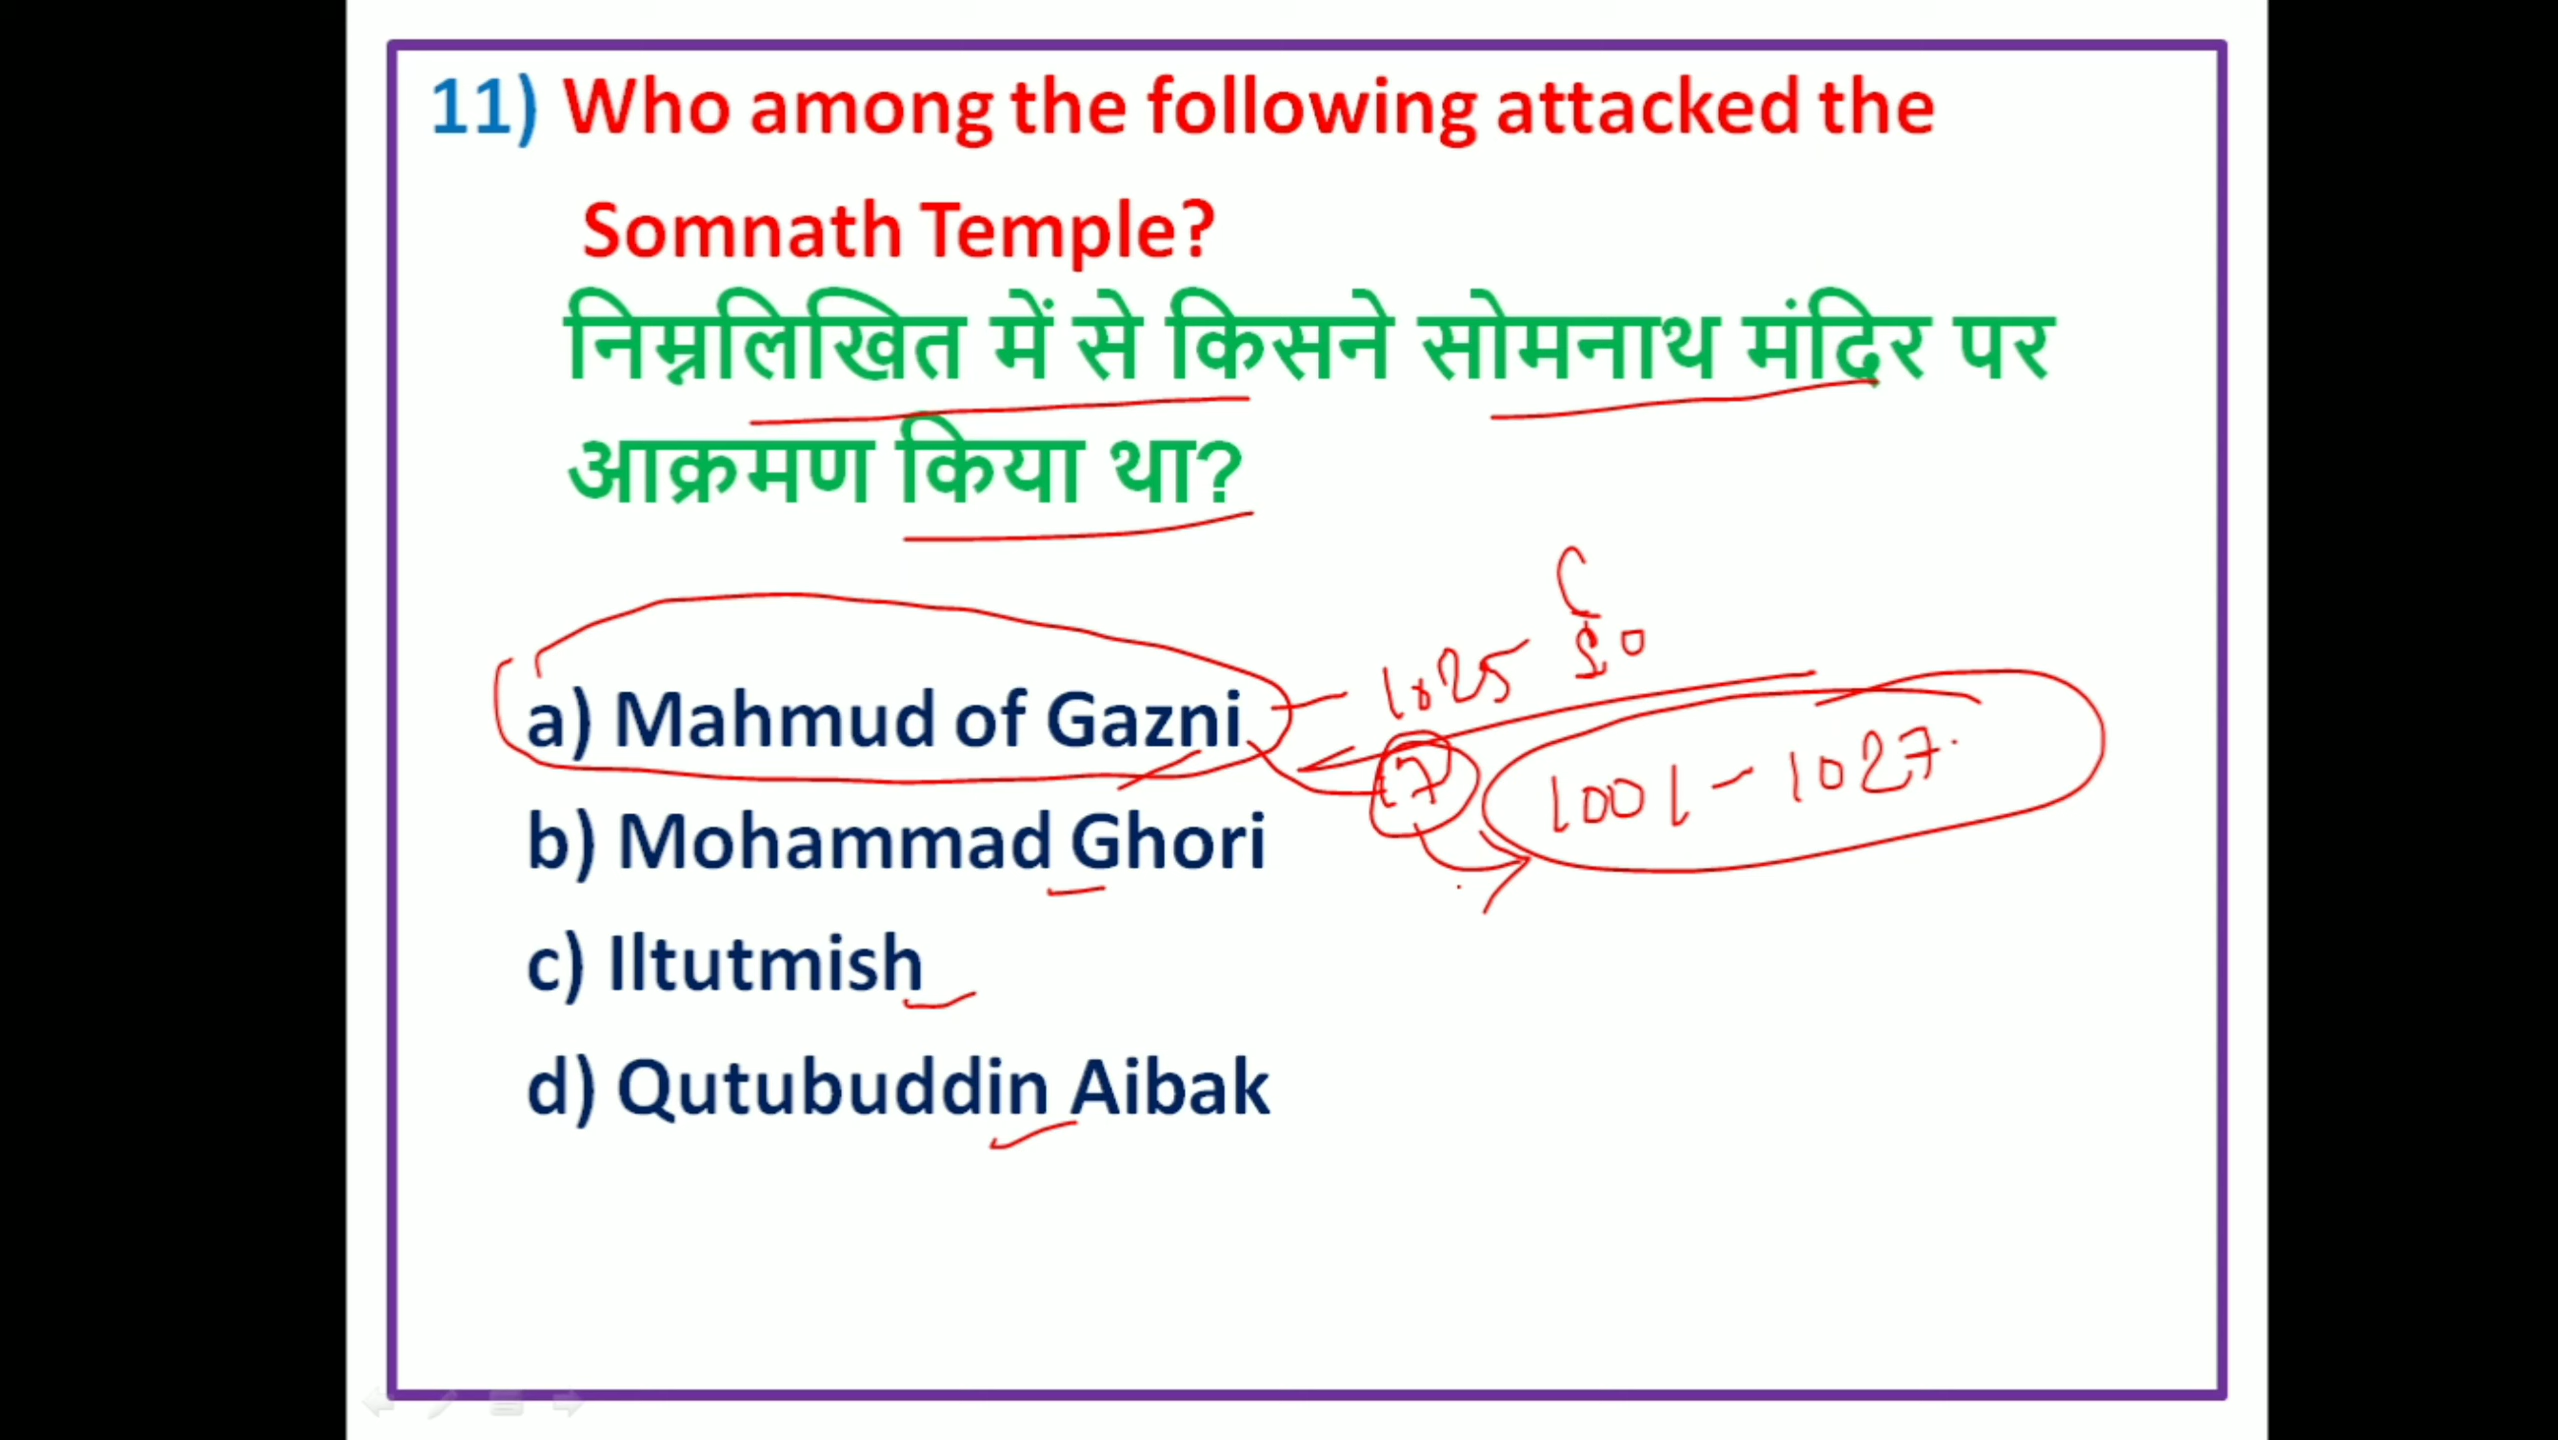 11) Who among the following attacked the
Somnath Temple?
निम्नलिखित में से किसने सोमनाथ मंदिर पर
आक्रमण किया था?
a) Mahmud of Gazni - 1025 ई०
17 1001 - 1027
b) Mohammad Ghori
c) Iltutmish
d) Qutubuddin Aibak